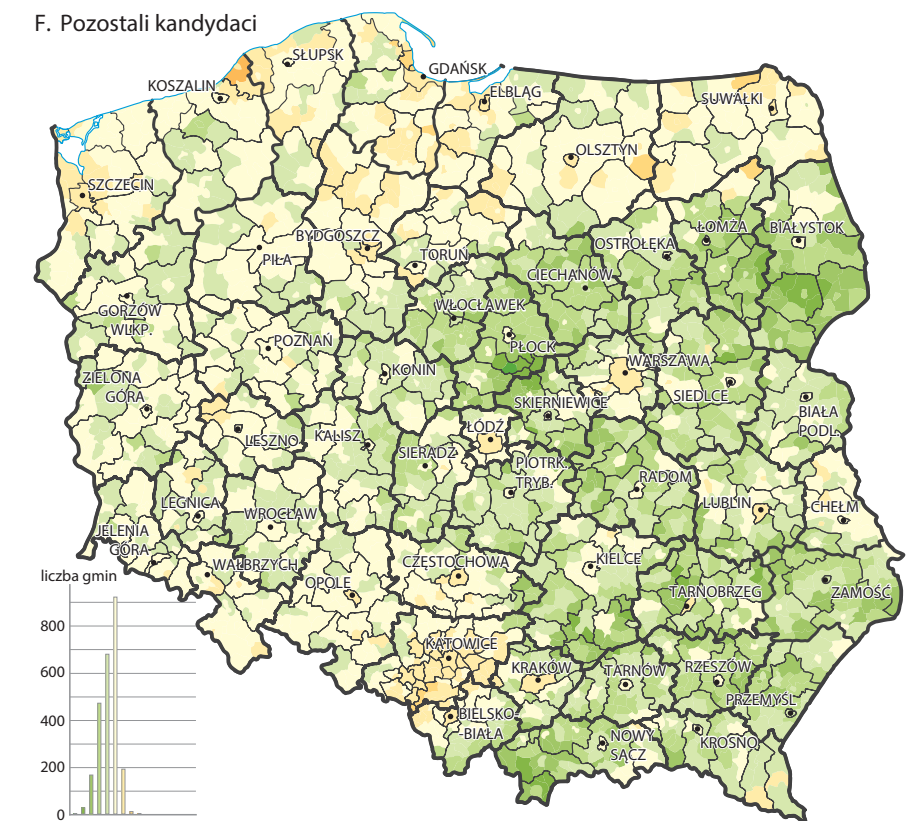 F. Pozostali kandydaci
SŁUPSK
KOSZALIN
GDAŃSK
ELBLĄG
SUWAŁKI
OLSZTYN
SZCZECIN
BYDGOSZCZ
PIŁA
TORUŃ
OSTROŁĘKA
ŁOMŻA
BIAŁYSTOK
CIECHANÓW
GORZÓW
WLKP.
WŁOCŁAWEK
POZNAŃ
PŁOCK
WARSZAWA
ZIELONA
GÓRA
KONIN
SKIERNIEWICE
SIEDLCE
BIAŁA
PODL.
LESZNO
KALISZ
ŁÓDŹ
SIERADZ
PIOTRK.
TRYB.
RADOM
LEGNICA
WROCŁAW
LUBLIN
CHEŁM
JELENIA
GÓRA
WAŁBRZYCH
OPOLE
CZĘSTOCHOWA
KIELCE
TARNOBRZEG
ZAMOŚĆ
KATOWICE
KRAKÓW
TARNÓW
RZESZÓW
PRZEMYŚL
BIELSKO-
-BIAŁA
NOWY
SĄCZ
KROSNO
liczba gmin
800
600
400
200
0